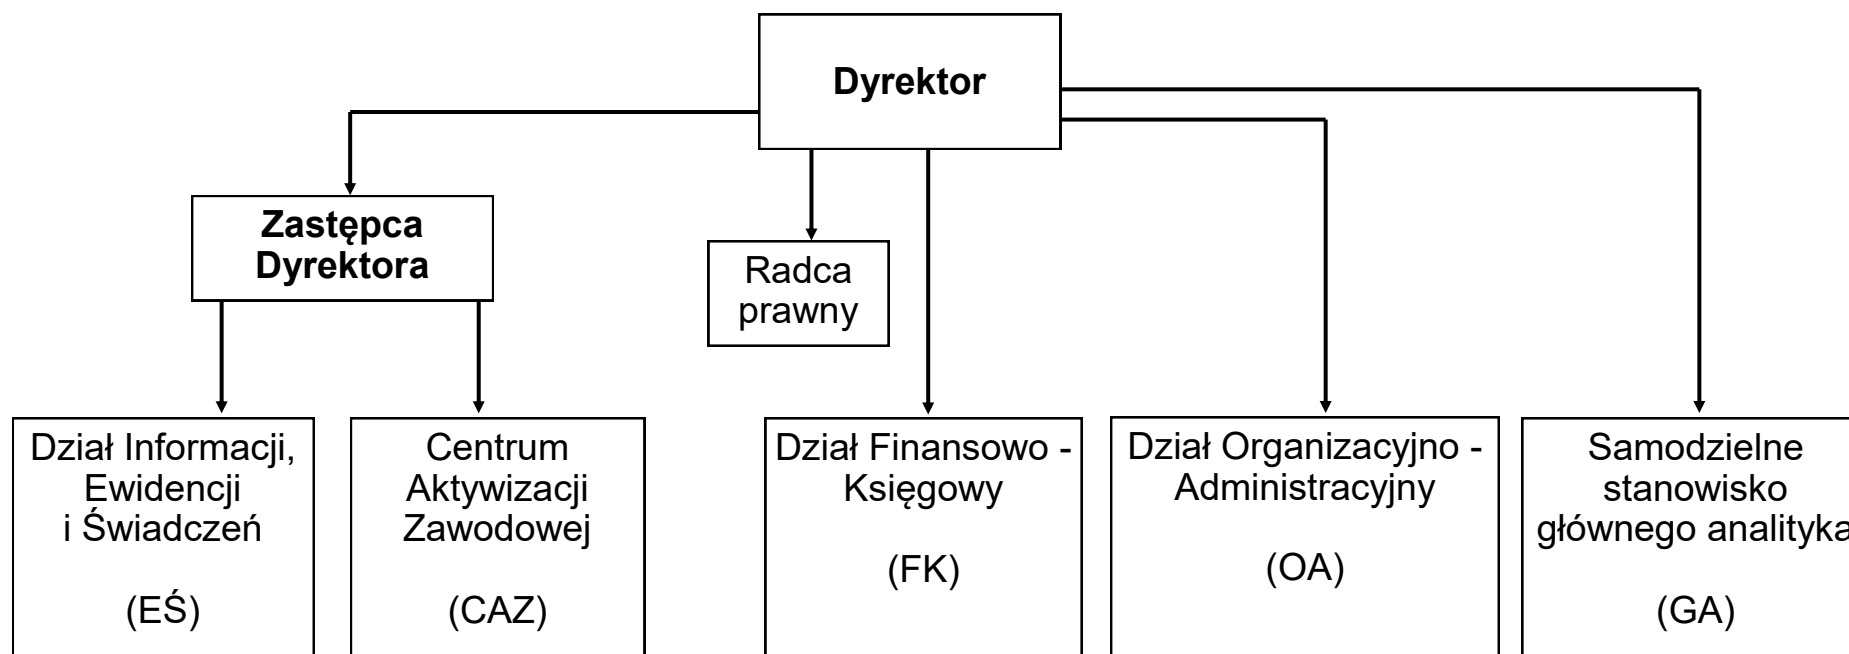 Dyrektor
Zastępca
Dyrektora
Radca
prawny
Dział Informacji,
Ewidencji
i Świadczeń
(EŚ)
Centrum
Aktywizacji
Zawodowej
(CAZ)
Dział Finansowo -
Księgowy
(FK)
Dział Organizacyjno -
Administracyjny
(OA)
Samodzielne
stanowisko
głównego analityka
(GA)